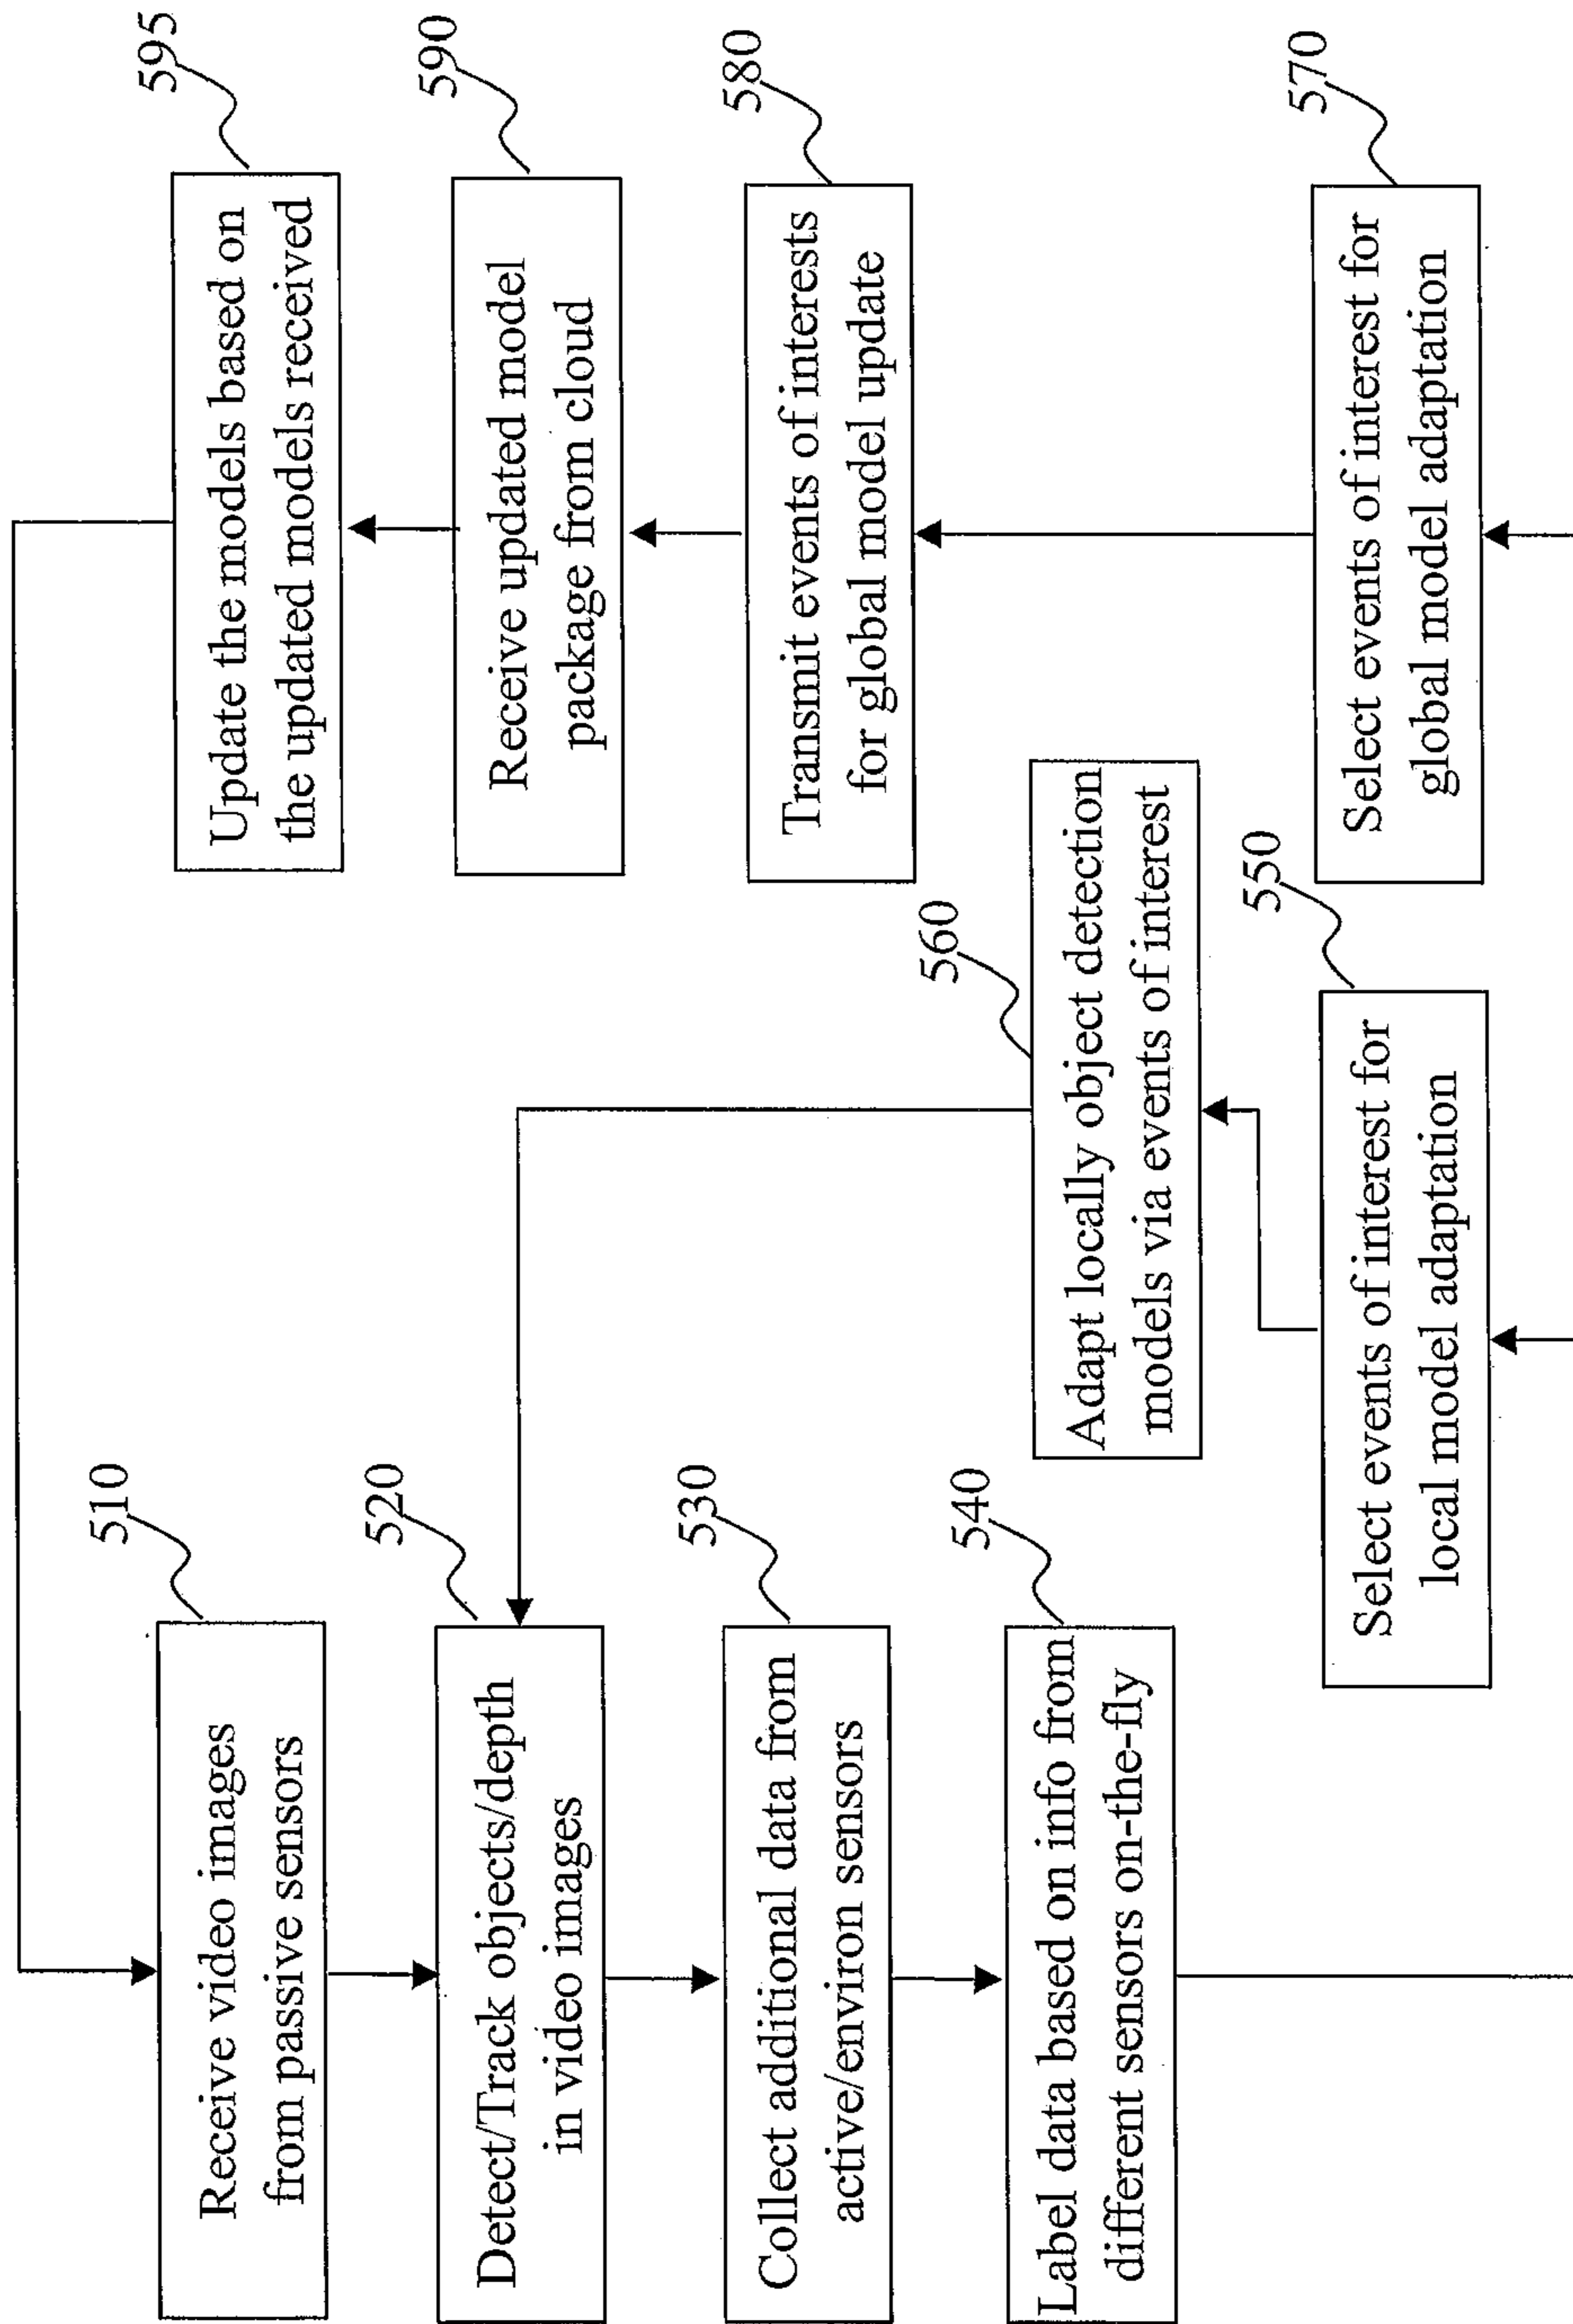 510
Receive video images
from passive sensors
520
Detect/Track objects/depth
in video images
530
Collect additional data from
active/environ sensors
540
Label data based on info from
different sensors on-the-fly
550
Select events of interest for
local model adaptation
560
Adapt locally object detection
models via events of interest
570
Select events of interest for
global model adaptation
580
Transmit events of interests
for global model update
590
Receive updated model
package from cloud
595
Update the models based on
the updated models received